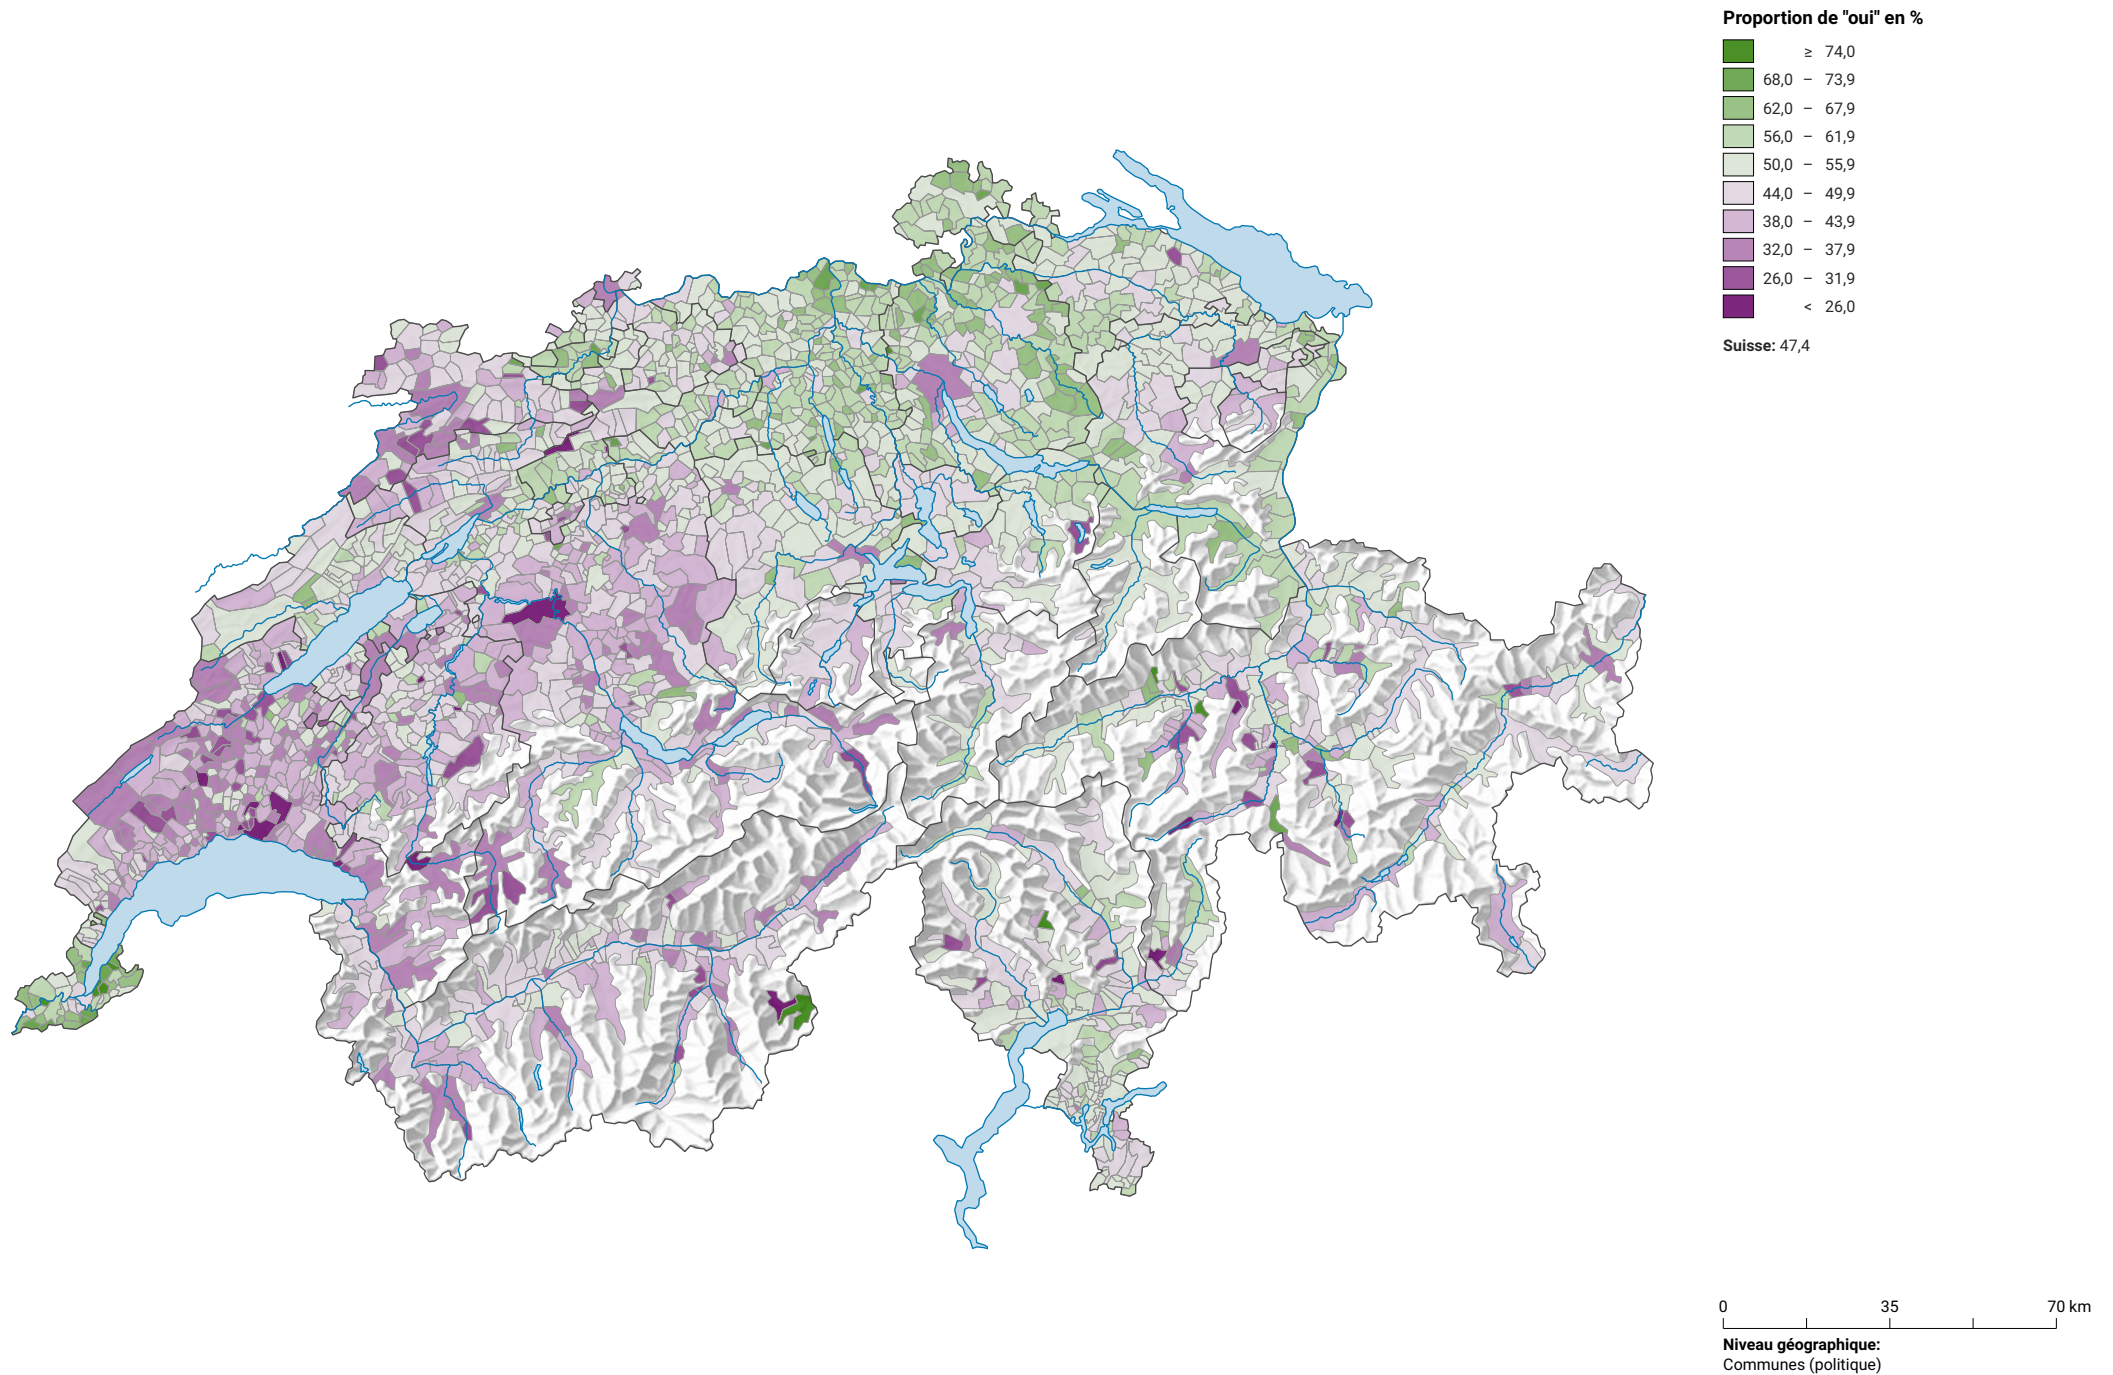 Proportion de "oui" en %
≥ 74,0
68,0 – 73,9
62,0 – 67,9
56,0 – 61,9
50,0 – 55,9
44,0 – 49,9
38,0 – 43,9
32,0 – 37,9
26,0 – 31,9
< 26,0
Suisse: 47,4
0 35 70 km
Niveau géographique:
Communes (politique)